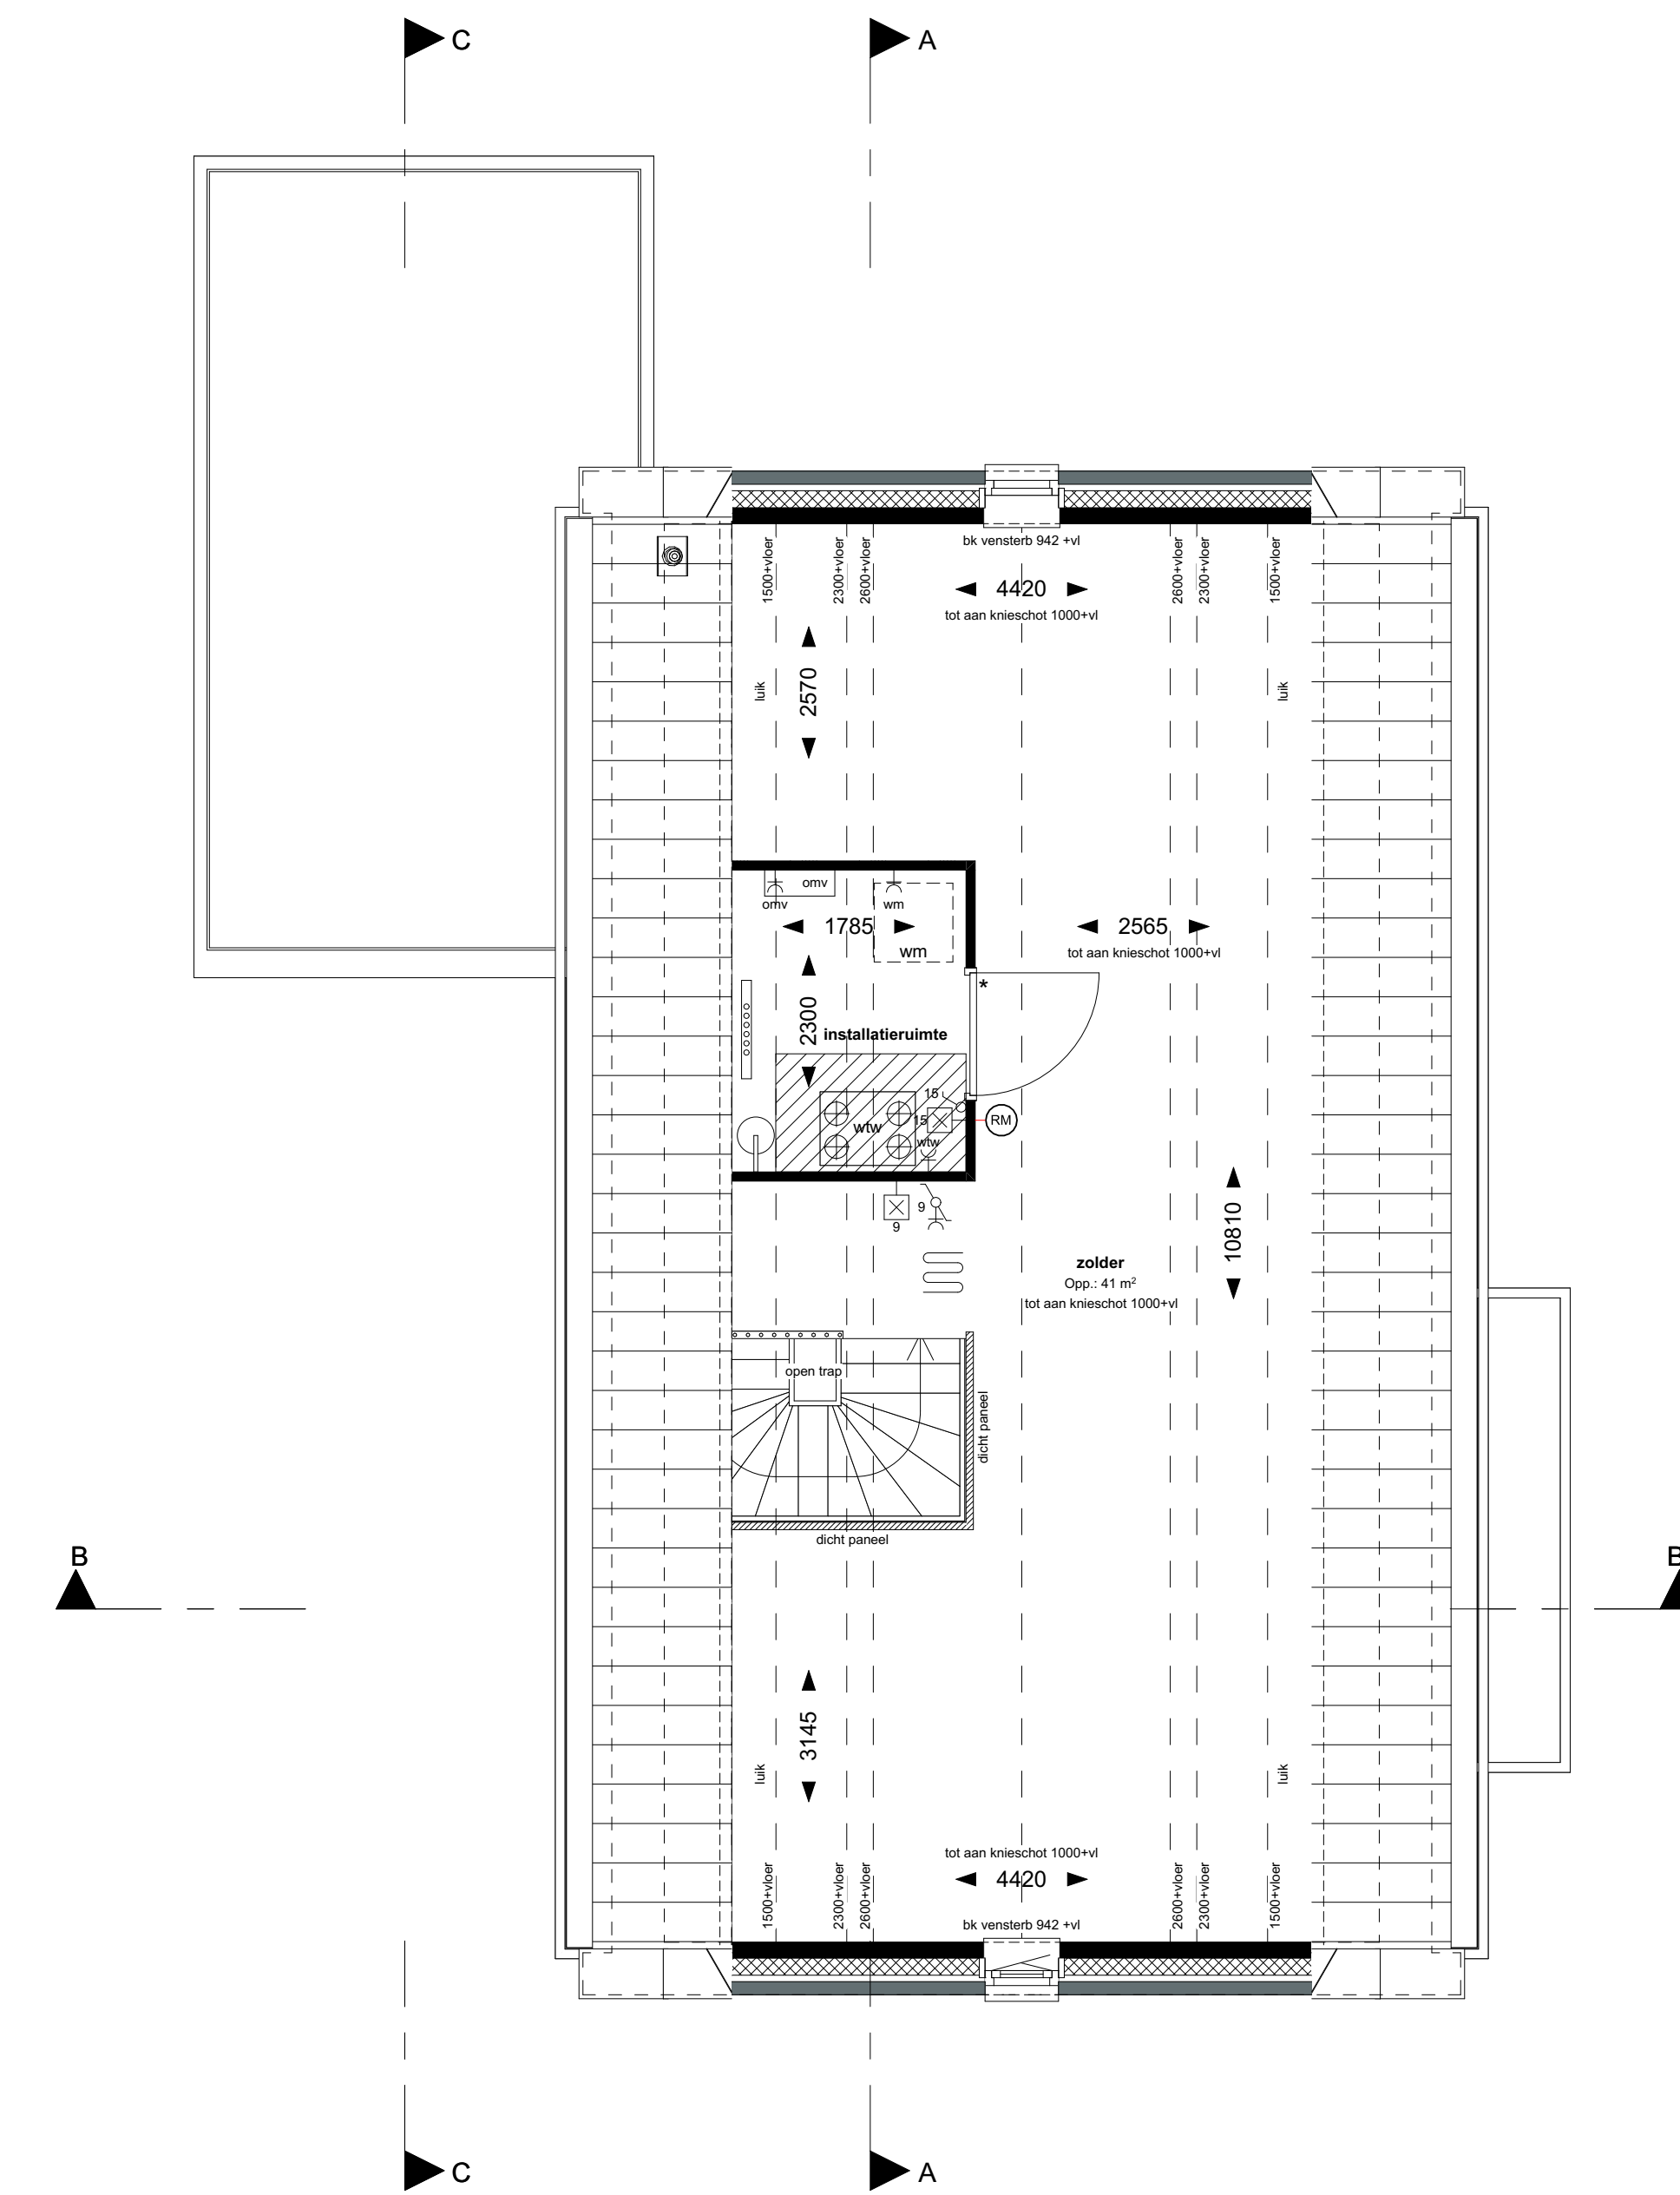 C
A
bk vensterb 942 +vl
4420
tot aan knieschot 1000+vl
1500+vloer
2300+vloer
2600+vloer
2600+vloer
2300+vloer
1500+vloer
luik
2570
luik
omv
omv
wm
1785
wm
2565
tot aan knieschot 1000+vl
*
2300
installatieruimte
15
15
wtw
wtw
RM
9
9
10810
zolder
Opp.: 41 m²
tot aan knieschot 1000+vl
open trap
dicht paneel
dicht paneel
B
B
3145
luik
luik
tot aan knieschot 1000+vl
4420
bk vensterb 942 +vl
1500+vloer
2300+vloer
2600+vloer
2600+vloer
2300+vloer
1500+vloer
C
A